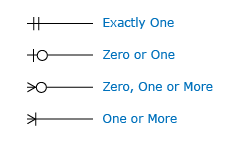 Exactly One
Zero or One
Zero, One or More
One or More